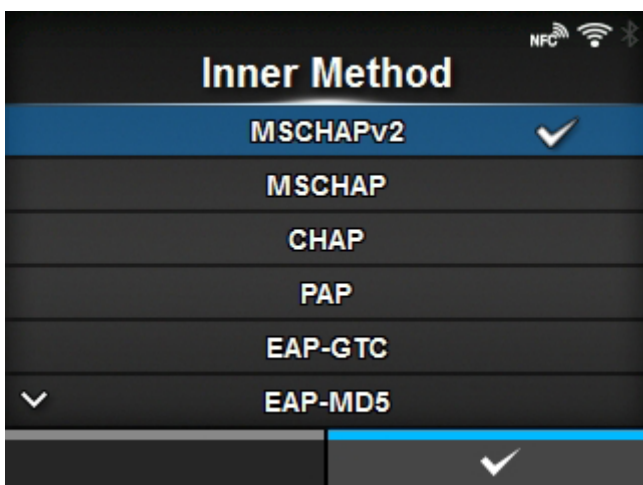 NFC
Inner Method
MSCHAPv2
MSCHAP
CHAP
PAP
EAP-GTC
EAP-MD5